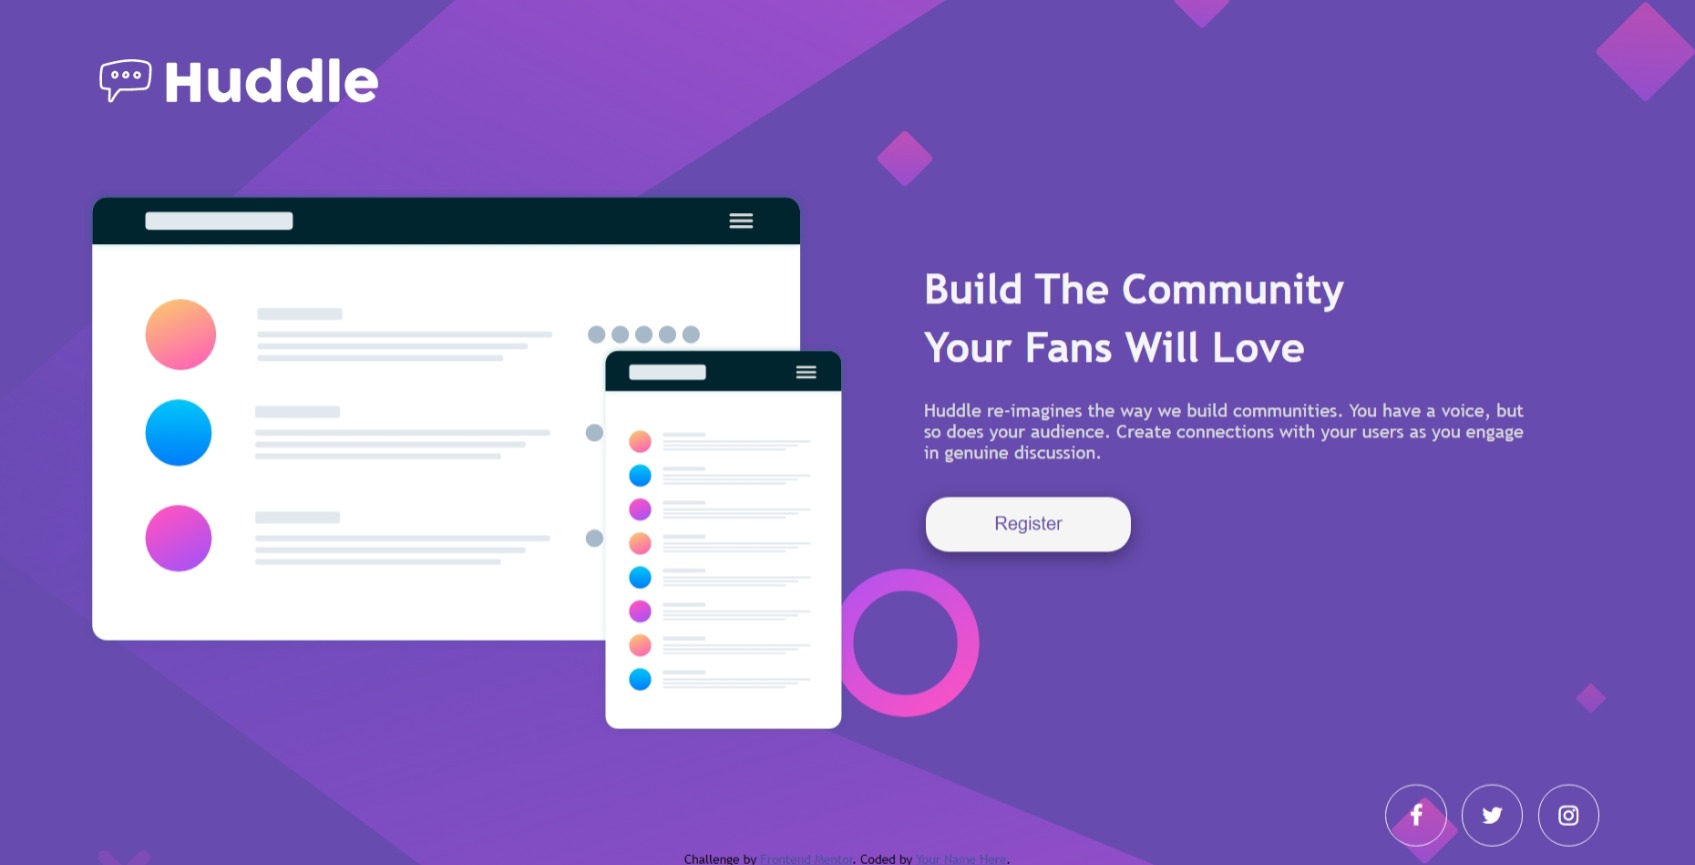 Huddle
Build The Community
Your Fans Will Love
Huddle re-imagines the way we build communities. You have a voice, but
so does your audience. Create connections with your users as you engage
in genuine discussion.
Register
Challenge by Frontend Mentor. Coded by Your Name Here.